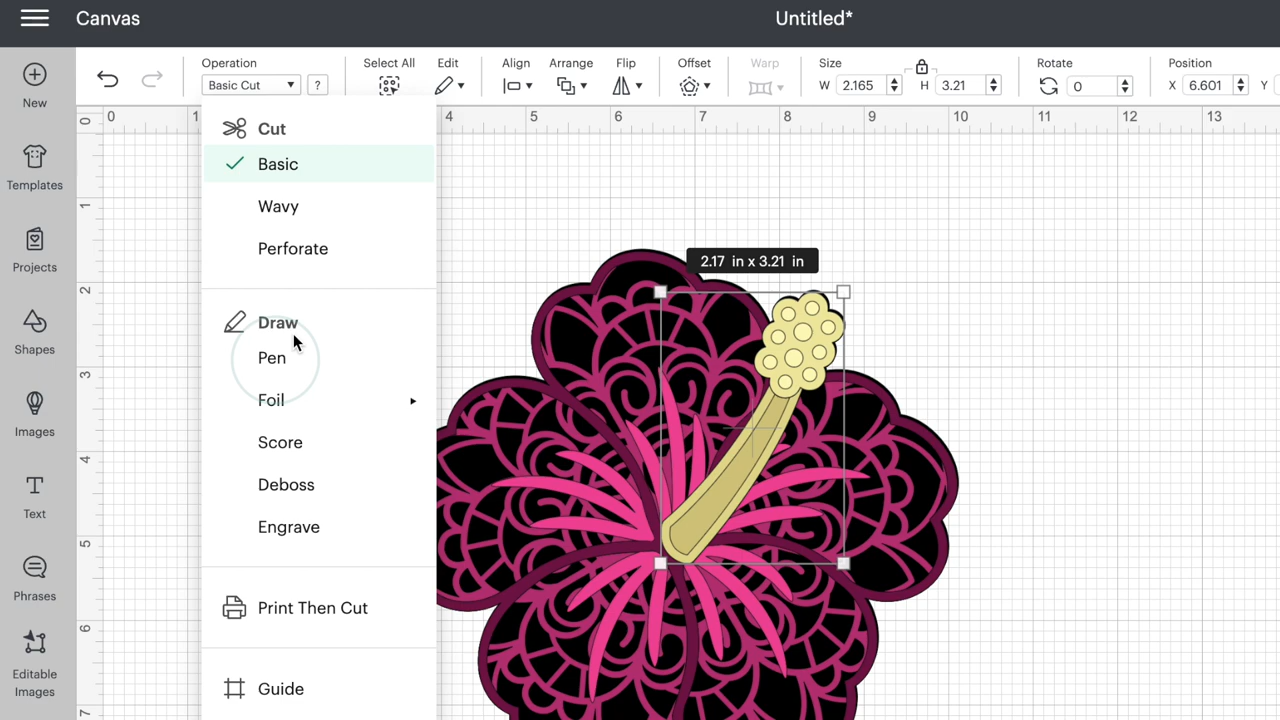 Canvas
Untitled*
Operation
Basic Cut
?
Select All
Edit
Align
Arrange
Flip
Offset
Warp
Size
W 2.165
H 3.21
Rotate
0
Position
X 6.601
Y
New
Templates
Projects
Shapes
Images
Text
Phrases
Editable
Images
Cut
Basic
Wavy
Perforate
Draw
Pen
Foil
Score
Deboss
Engrave
Print Then Cut
Guide
0 1 4 5 6 7 8 9 10 11 12 13
0
1
2
3
4
5
6
7
2.17 in x 3.21 in